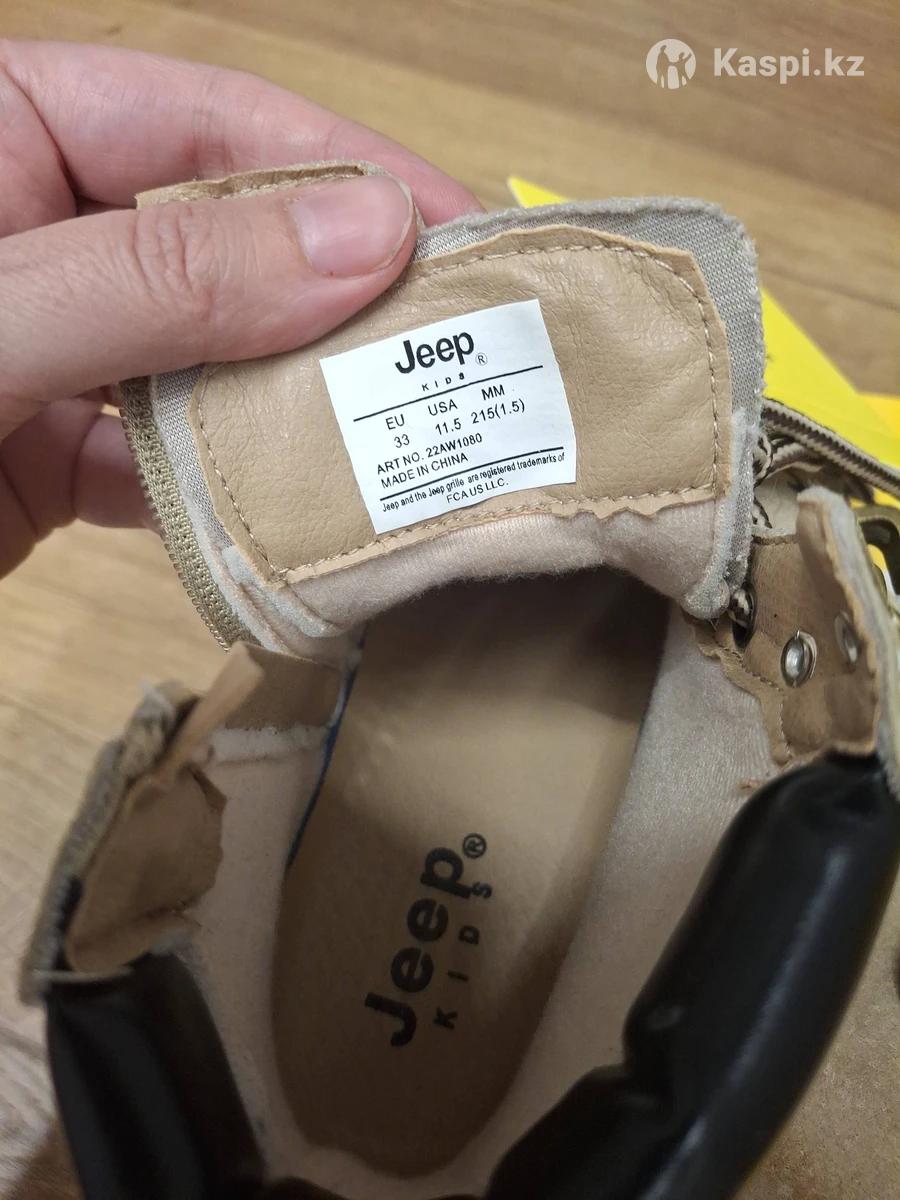 Kaspi.kz
Jeep®
KIDS
EU USA MM
33 11.5 215(1.5)
ART NO. 22AW1080
MADE IN CHINA
Jeep and the Jeep grille are registered trademarks of
FCA US LLC.
Jeep®
KIDS